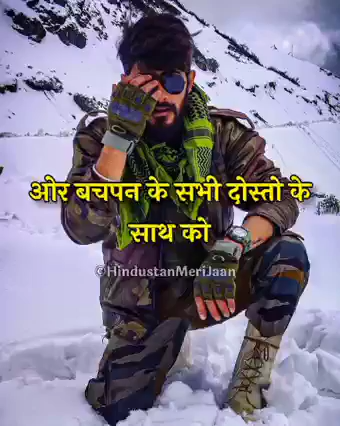 ओर बचपन के सभी दोस्तो के
साथ को
©HindustanMeriJaan